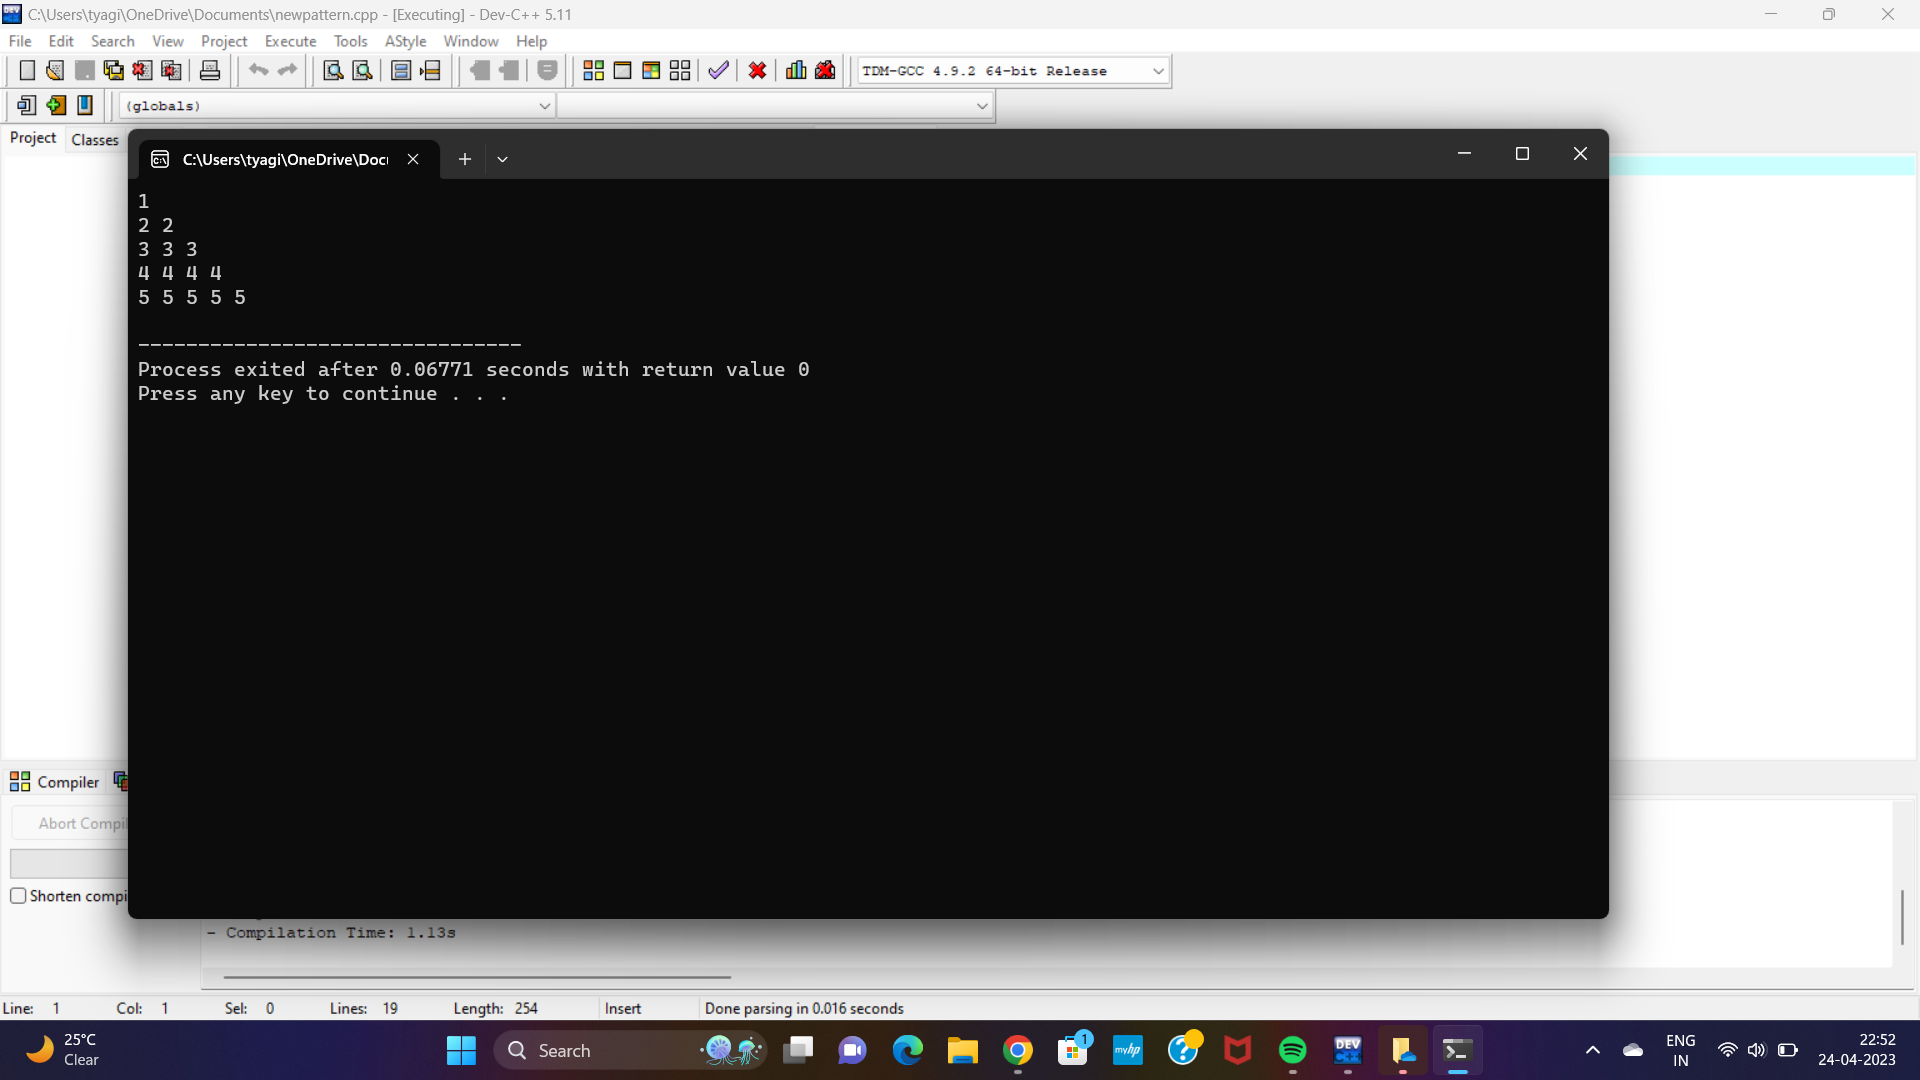 C:\Users\tyagi\OneDrive\Documents\newpattern.cpp - [Executing] - Dev-C++ 5.11
File Edit Search View Project Execute Tools AStyle Window Help
TDM-GCC 4.9.2 64-bit Release
(globals)
Project Classes
C:\Users\tyagi\OneDrive\Doc
1
2 2
3 3 3
4 4 4 4
5 5 5 5 5
--------------------------------
Process exited after 0.06771 seconds with return value 0
Press any key to continue . . .
Compiler
Abort Compil
Shorten compi
- Compilation Time: 1.13s
Line: 1 Col: 1 Sel: 0 Lines: 19 Length: 254 Insert Done parsing in 0.016 seconds
25°C
Clear
Search
1
myhp
DEV
C++
ENG
IN
22:52
24-04-2023